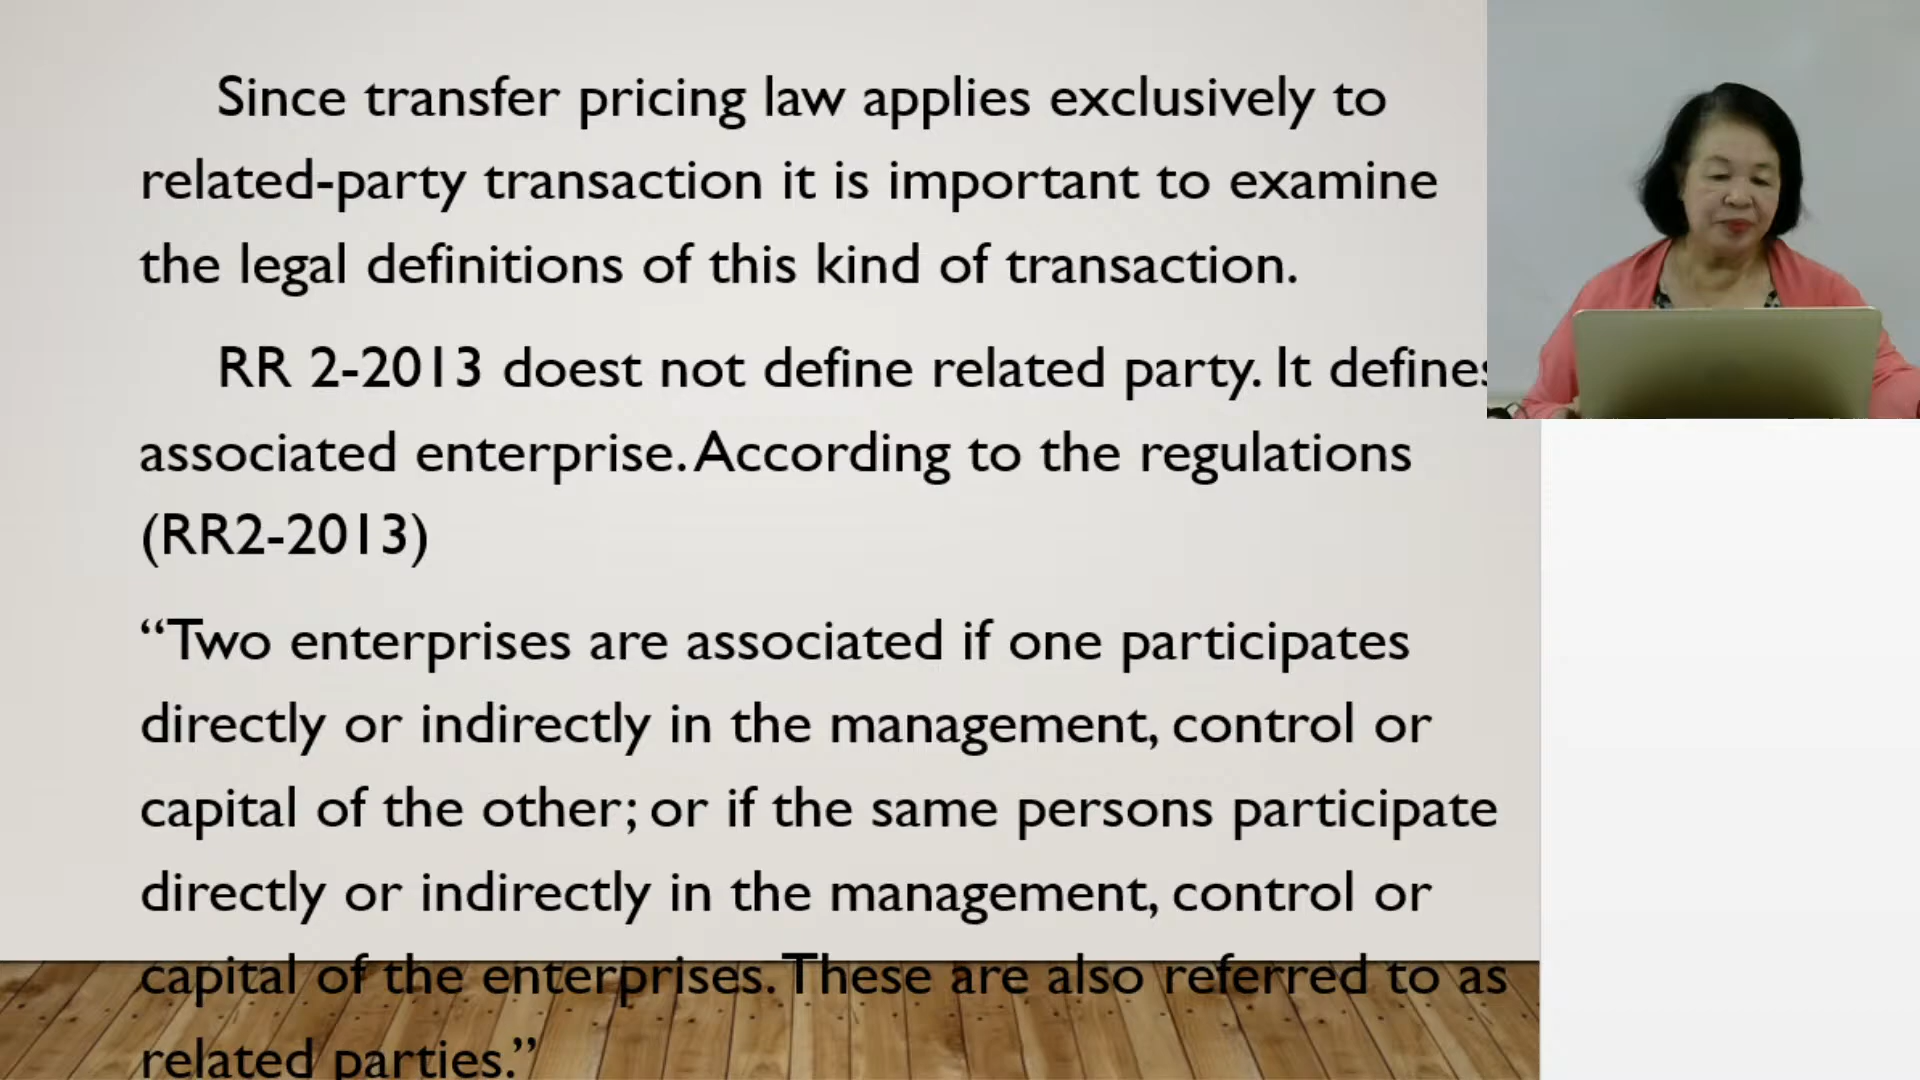 Since transfer pricing law applies exclusively to
related-party transaction it is important to examine
the legal definitions of this kind of transaction.
RR 2-2013 doest not define related party. It defines
associated enterprise. According to the regulations
(RR2-2013)
“Two enterprises are associated if one participates
directly or indirectly in the management, control or
capital of the other; or if the same persons participate
directly or indirectly in the management, control or
capital of the enterprises. These are also referred to as
related parties.”